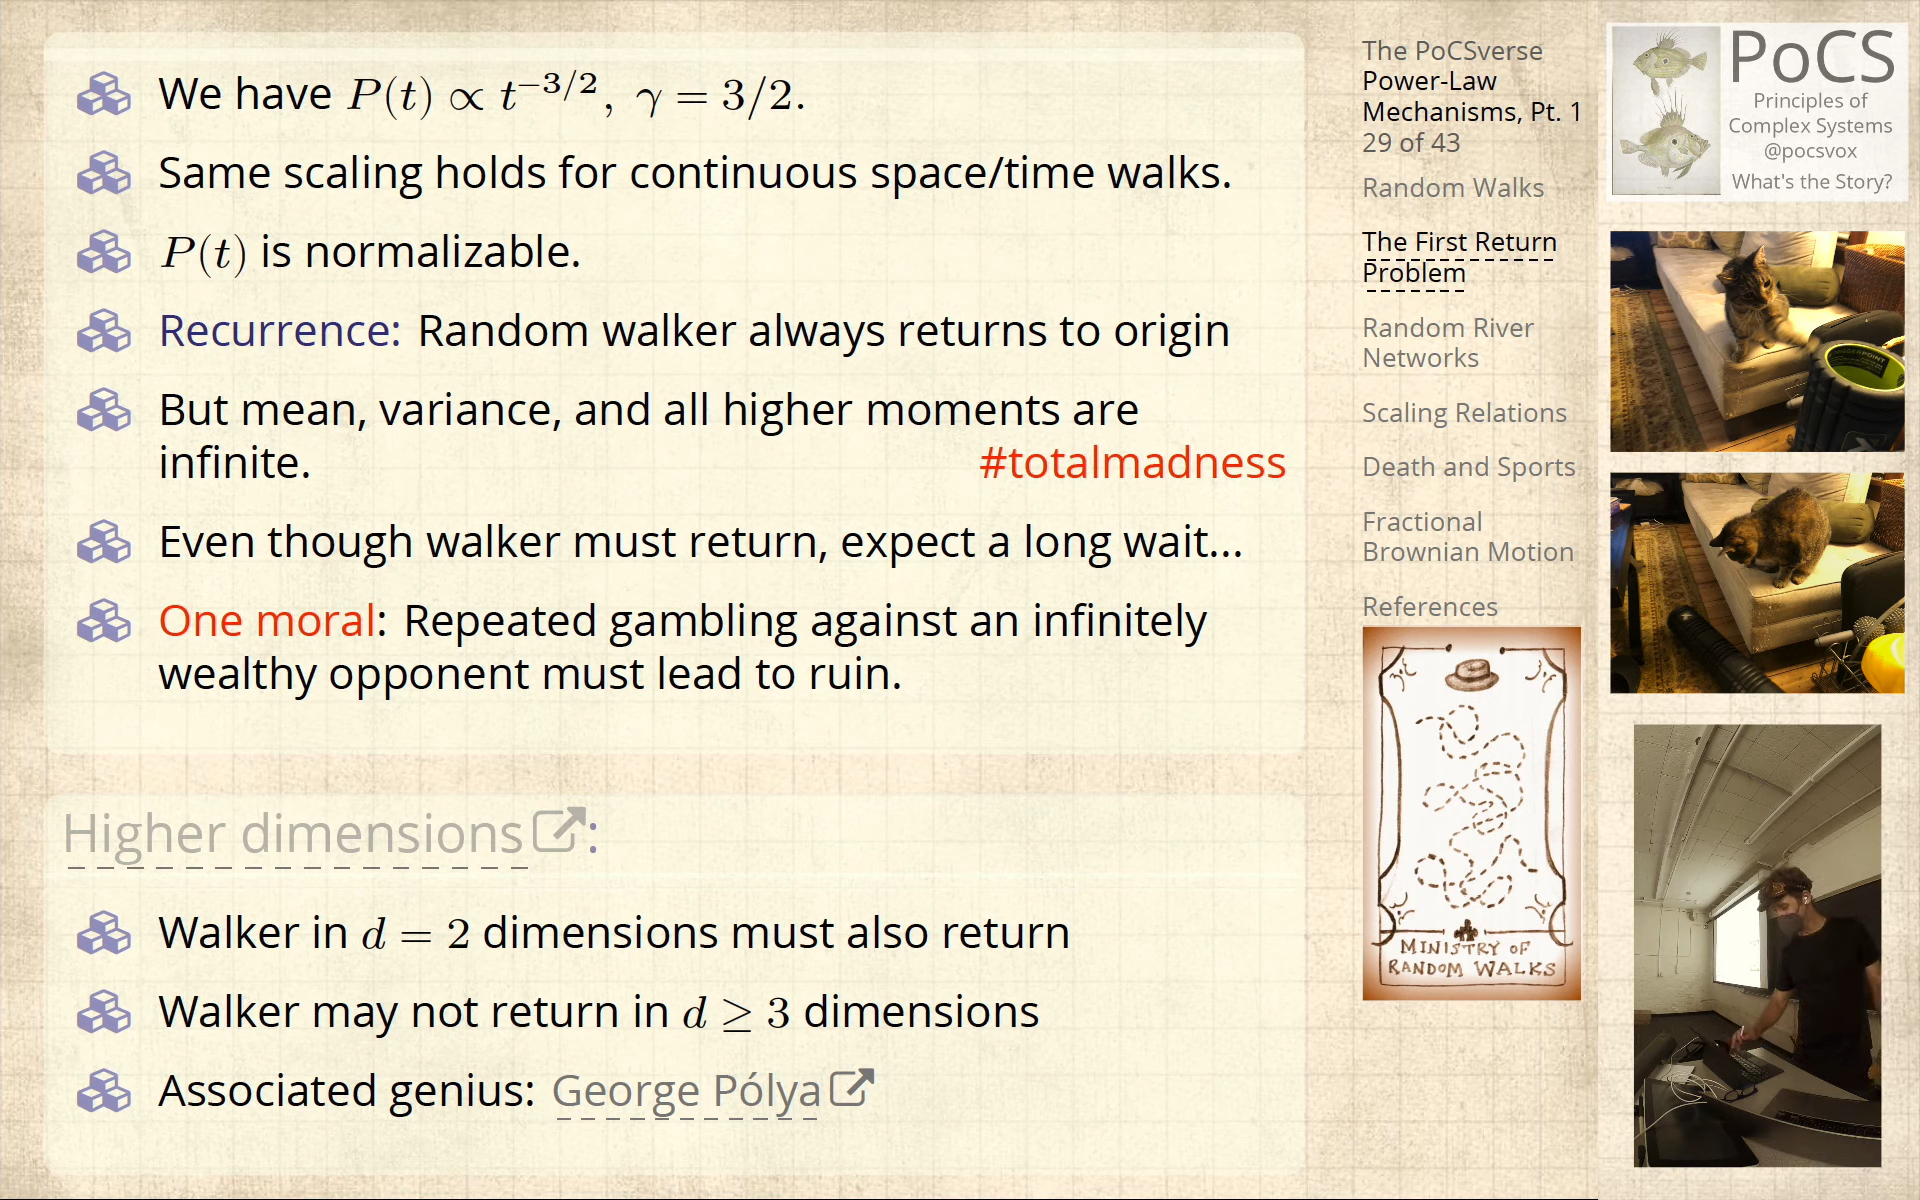 We have P(t) ∝ t^{−3/2}, γ = 3/2.
Same scaling holds for continuous space/time walks.
P(t) is normalizable.
Recurrence: Random walker always returns to origin
But mean, variance, and all higher moments are
infinite. #totalmadness
Even though walker must return, expect a long wait...
One moral: Repeated gambling against an infinitely
wealthy opponent must lead to ruin.
Higher dimensions:
Walker in d = 2 dimensions must also return
Walker may not return in d ≥ 3 dimensions
Associated genius: George Pólya
The PoCSverse
Power-Law
Mechanisms, Pt. 1
29 of 43
Random Walks
The First Return
Problem
Random River
Networks
Scaling Relations
Death and Sports
Fractional
Brownian Motion
References
MINISTRY OF
RANDOM WALKS
PoCS
Principles of
Complex Systems
@pocsvox
What's the Story?